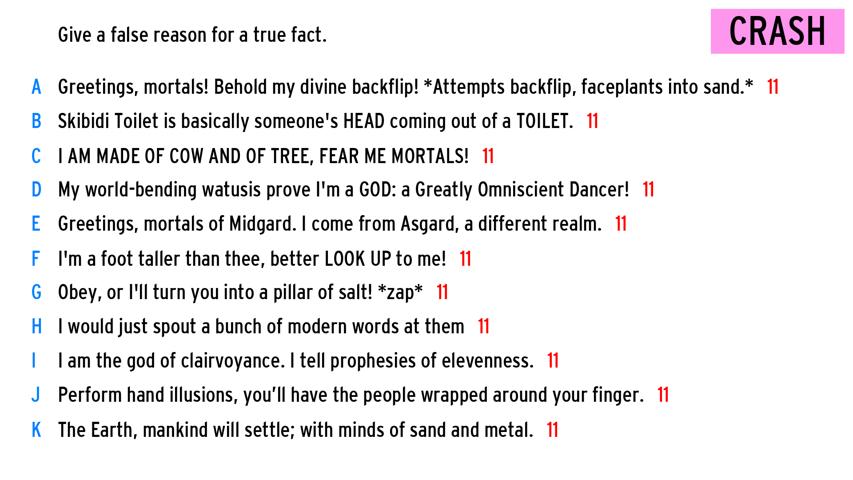 Give a false reason for a true fact.
CRASH
A Greetings, mortals! Behold my divine backflip! *Attempts backflip, faceplants into sand.* 11
B Skibidi Toilet is basically someone's HEAD coming out of a TOILET. 11
C I AM MADE OF COW AND OF TREE, FEAR ME MORTALS! 11
D My world-bending watusis prove I'm a GOD: a Greatly Omniscient Dancer! 11
E Greetings, mortals of Midgard. I come from Asgard, a different realm. 11
F I'm a foot taller than thee, better LOOK UP to me! 11
G Obey, or I'll turn you into a pillar of salt! *zap* 11
H I would just spout a bunch of modern words at them 11
I I am the god of clairvoyance. I tell prophesies of elevenness. 11
J Perform hand illusions, you’ll have the people wrapped around your finger. 11
K The Earth, mankind will settle; with minds of sand and metal. 11